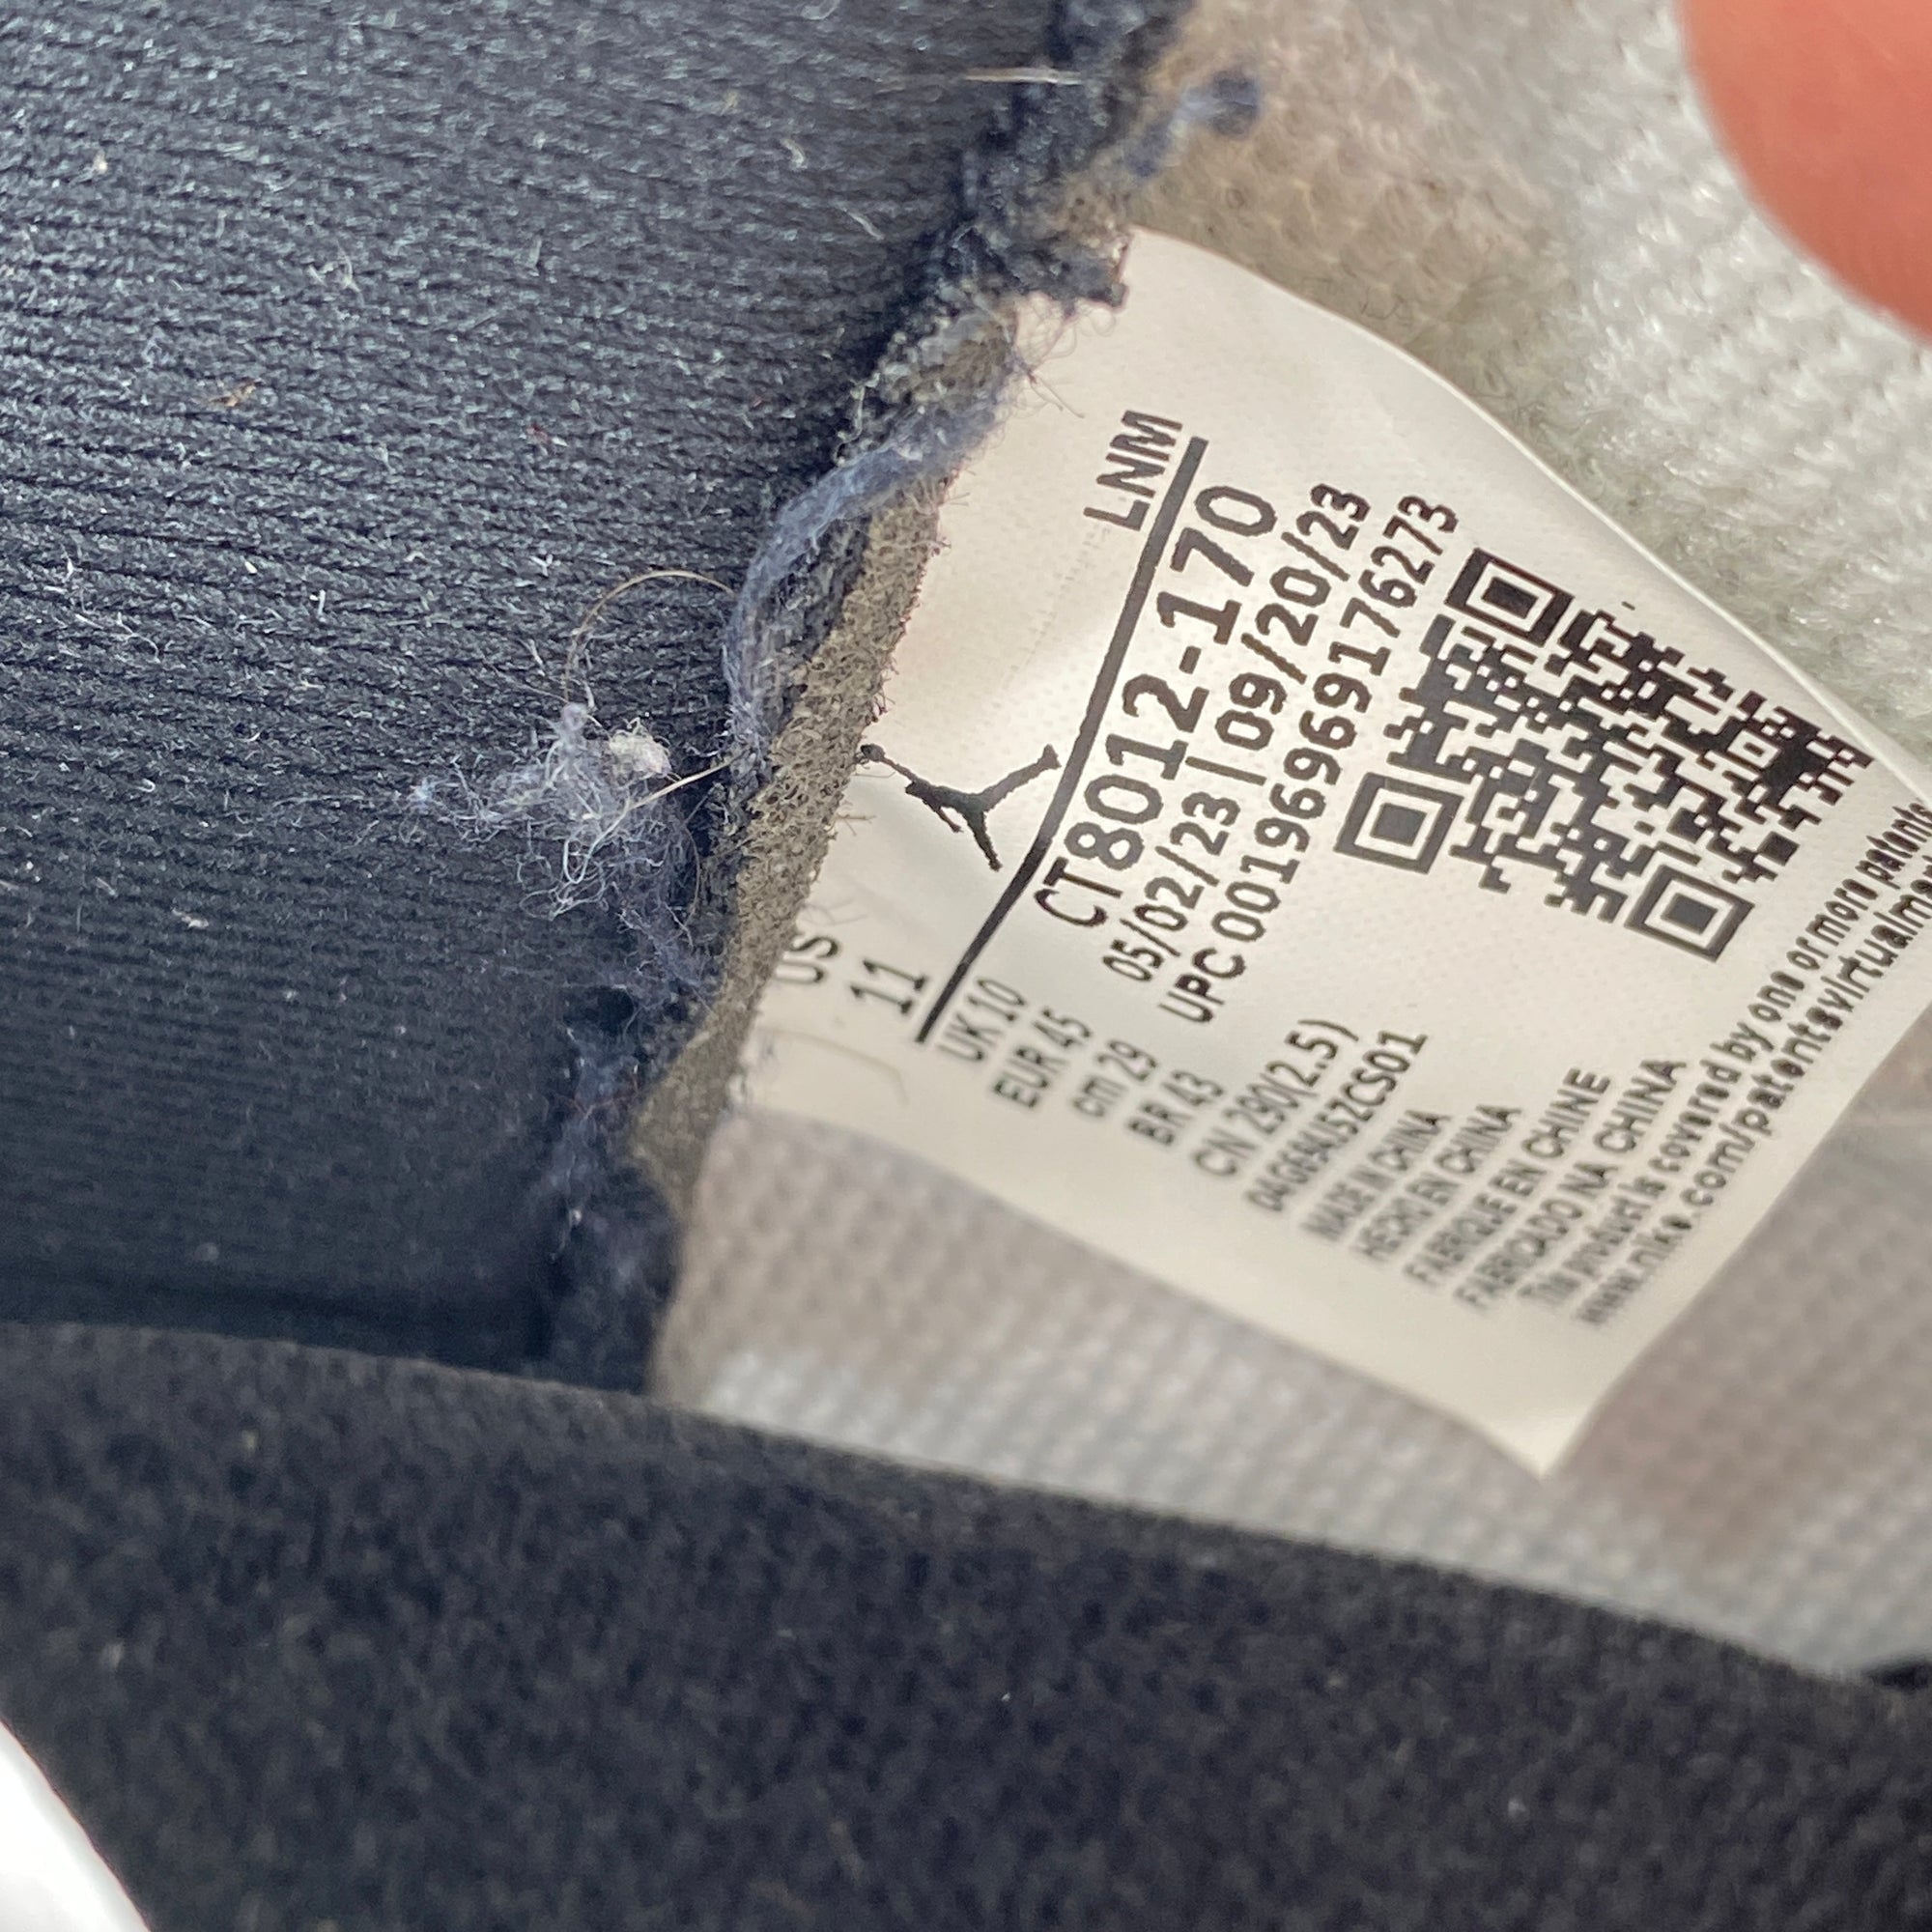 US LNM
11
UK 10 CT8012-170
EUR 45 05/02/23 | 09/20/23
cm 29 UPC 00196969176273
BR 43
CN 290(2.5)
MADE IN CHINA
HECHO EN CHINA
FABRIQUE EN CHINE
FABRICADO NA CHINA
This product is covered by one or more patents
www.nike.com/patentsvirtualmar